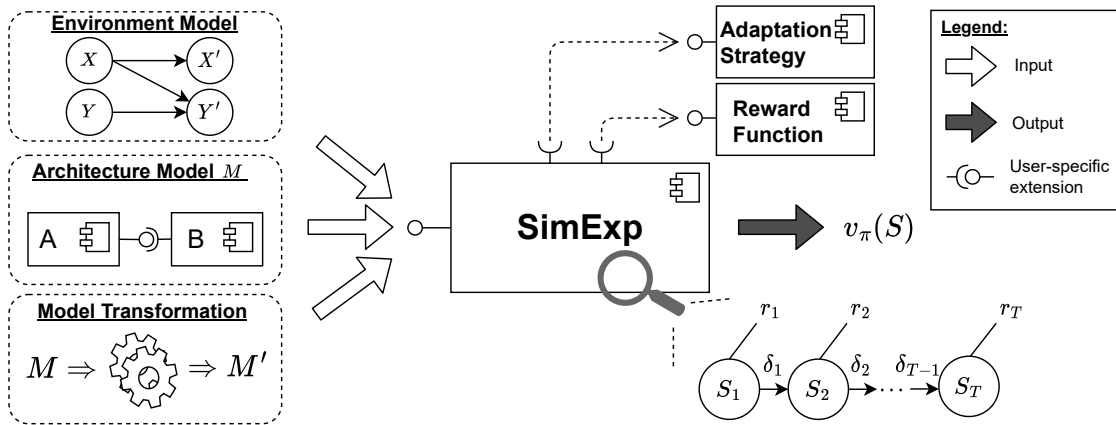 Environment Model
X
X′
Y
Y′
Architecture Model M
A
B
Model Transformation
M ⇒
⇒ M′
Adaptation
Strategy
Reward
Function
SimExp
v_π(S)
r_1
r_2
r_T
δ_1
δ_2
δ_{T−1}
S_1
S_2
···
S_T
Legend:
Input
Output
User-specific
extension